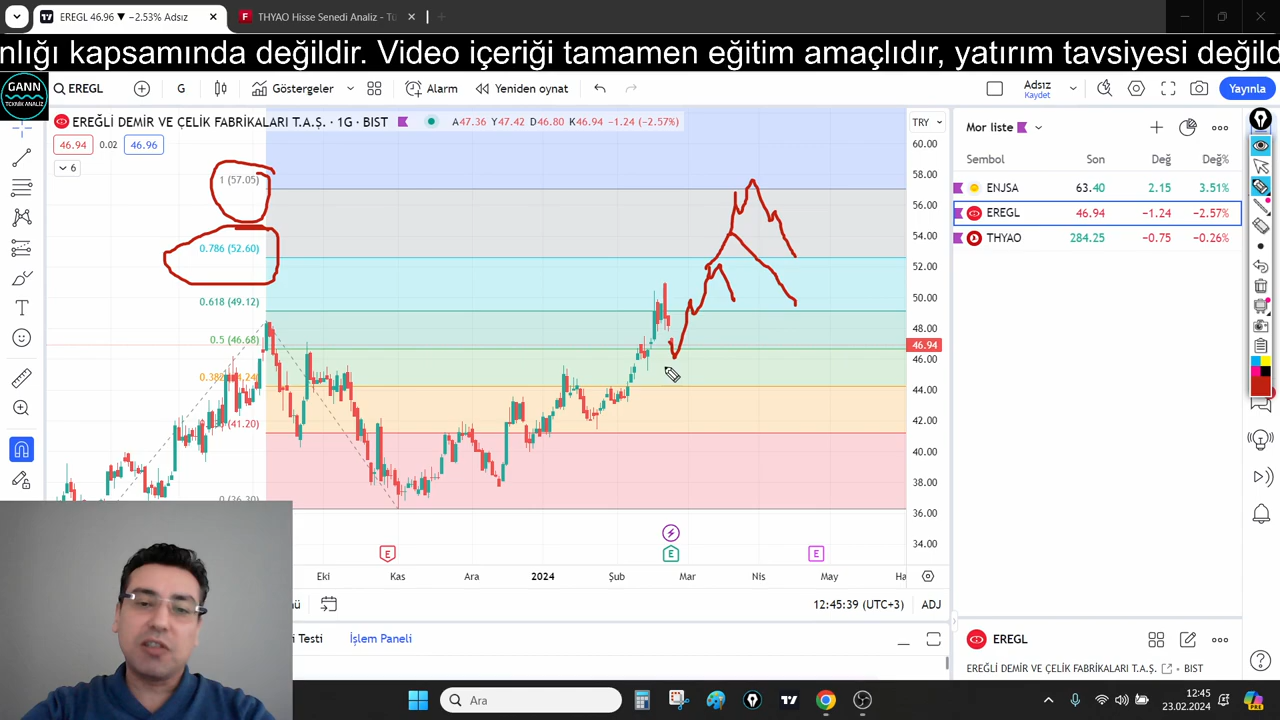 EREGL 46.96 ▼ −2.53% Adsız
THYAO Hisse Senedi Analiz - Tü
nlığı kapsamında değildir. Video içeriği tamamen eğitim amaçlıdır, yatırım tavsiyesi değild
GANN
TEKNİK ANALİZ
EREGL
G
Göstergeler
Alarm
Yeniden oynat
Adsız
Kaydet
Yayınla
EREĞLİ DEMİR VE ÇELİK FABRİKALARI T.A.Ş. · 1G · BIST
A47.36 Y47.42 D46.80 K46.94 −1.24 (−2.57%)
TRY
46.94
0.02
46.96
6
1 (57.05)
0.786 (52.60)
0.618 (49.12)
0.5 (46.68)
60.00
58.00
56.00
54.00
52.00
50.00
48.00
46.94
46.00
44.00
42.00
40.00
38.00
36.00
34.00
E
E
E
Eki
Kas
Ara
2024
Şub
Mar
Nis
May
Ha
12:45:39 (UTC+3)
ADJ
i Testi
İşlem Paneli
Mor liste
Sembol
Son
Değ
Değ%
ENJSA
63.40
2.15
3.51%
EREGL
46.94
−1.24
−2.57%
THYAO
284.25
−0.75
−0.26%
EREGL
EREĞLİ DEMİR VE ÇELİK FABRİKALARI T.A.Ş.
BIST
Ara
12:45
23.02.2024